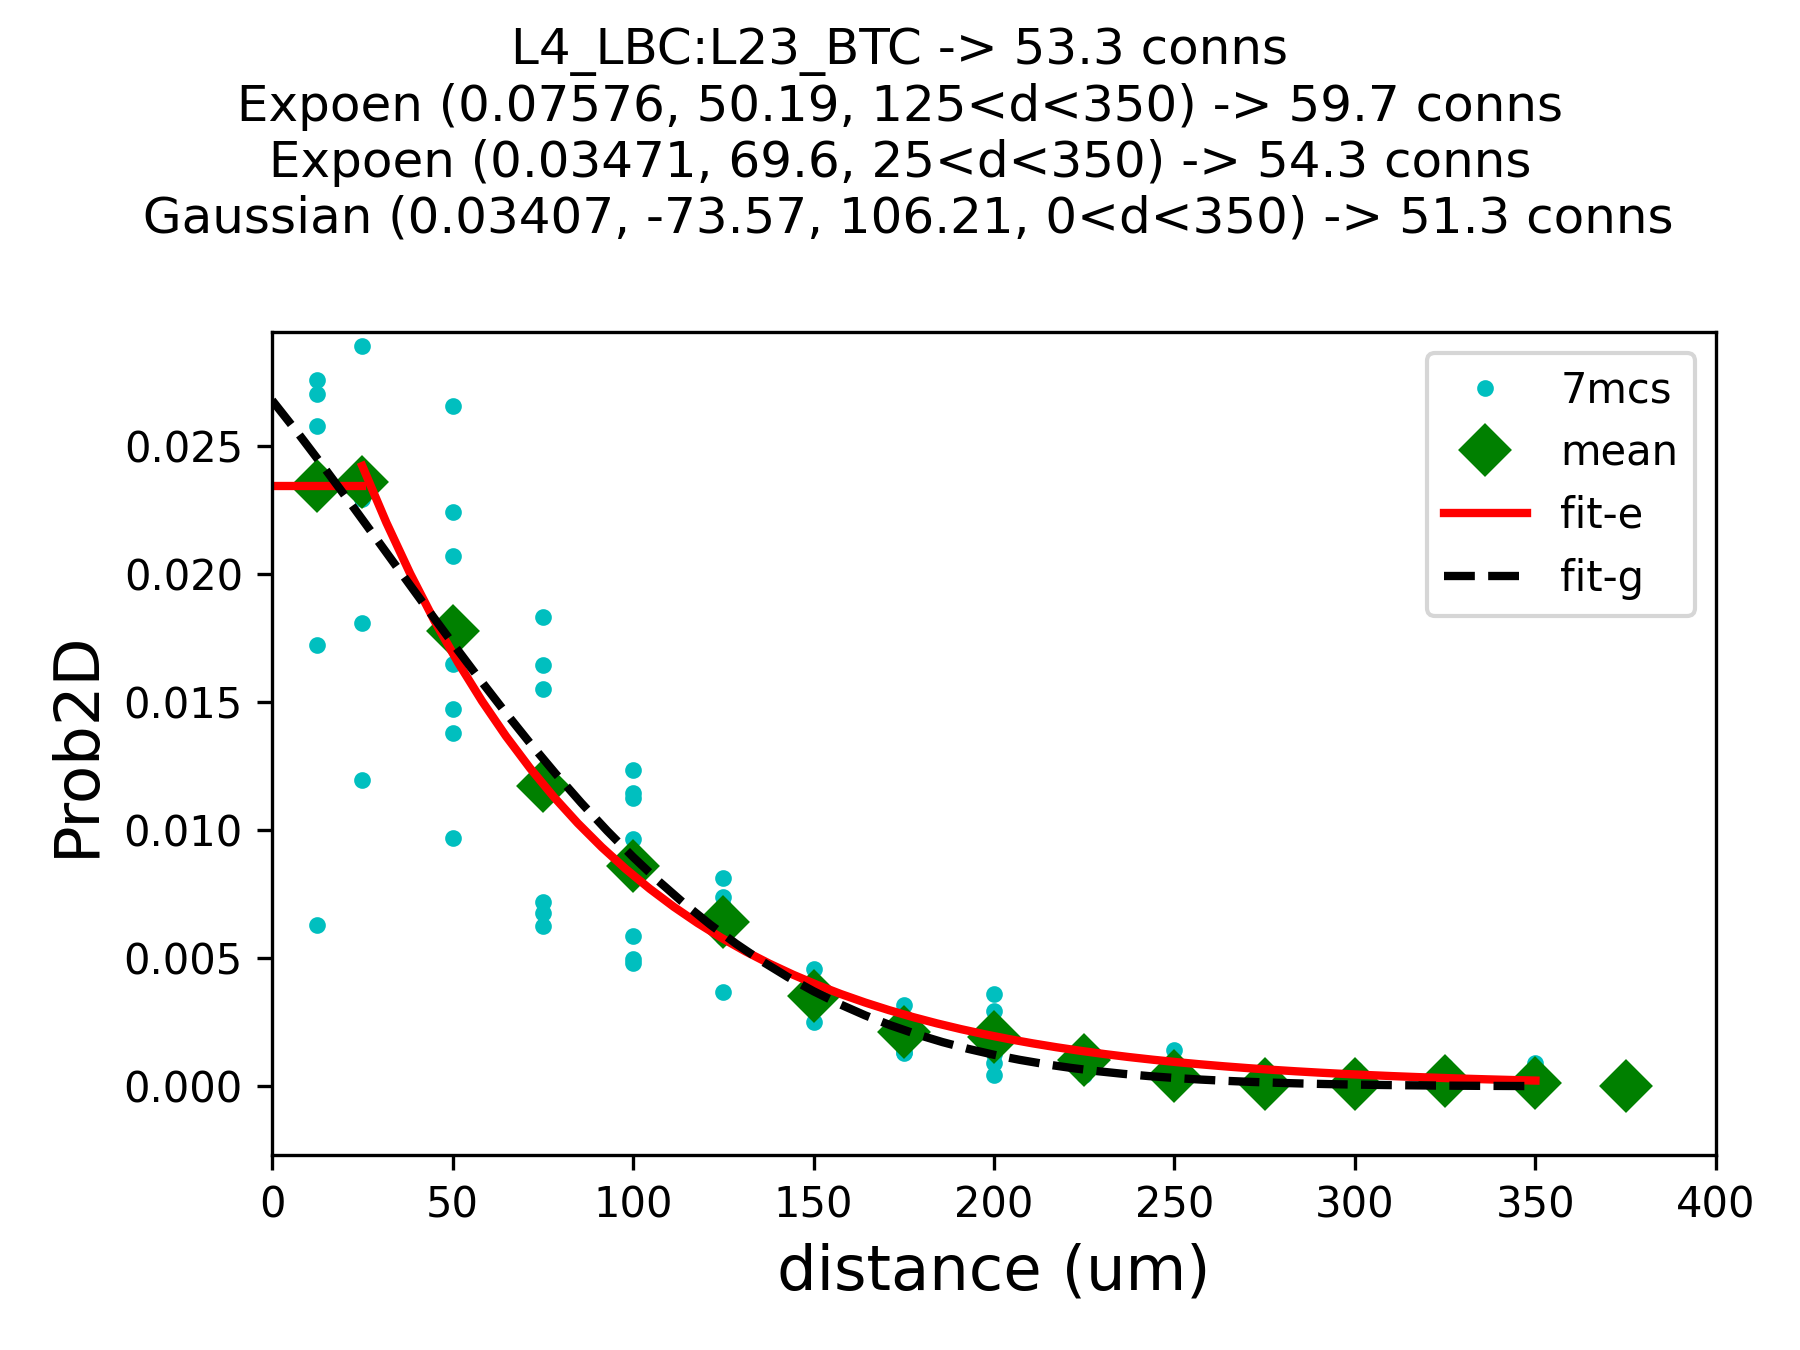 L4_LBC:L23_BTC -> 53.3 conns
Expoen (0.07576, 50.19, 125<d<350) -> 59.7 conns
Expoen (0.03471, 69.6, 25<d<350) -> 54.3 conns
Gaussian (0.03407, -73.57, 106.21, 0<d<350) -> 51.3 conns
7mcs
mean
fit-e
fit-g
Prob2D
0.025
0.020
0.015
0.010
0.005
0.000
0 50 100 150 200 250 300 350 400
distance (um)